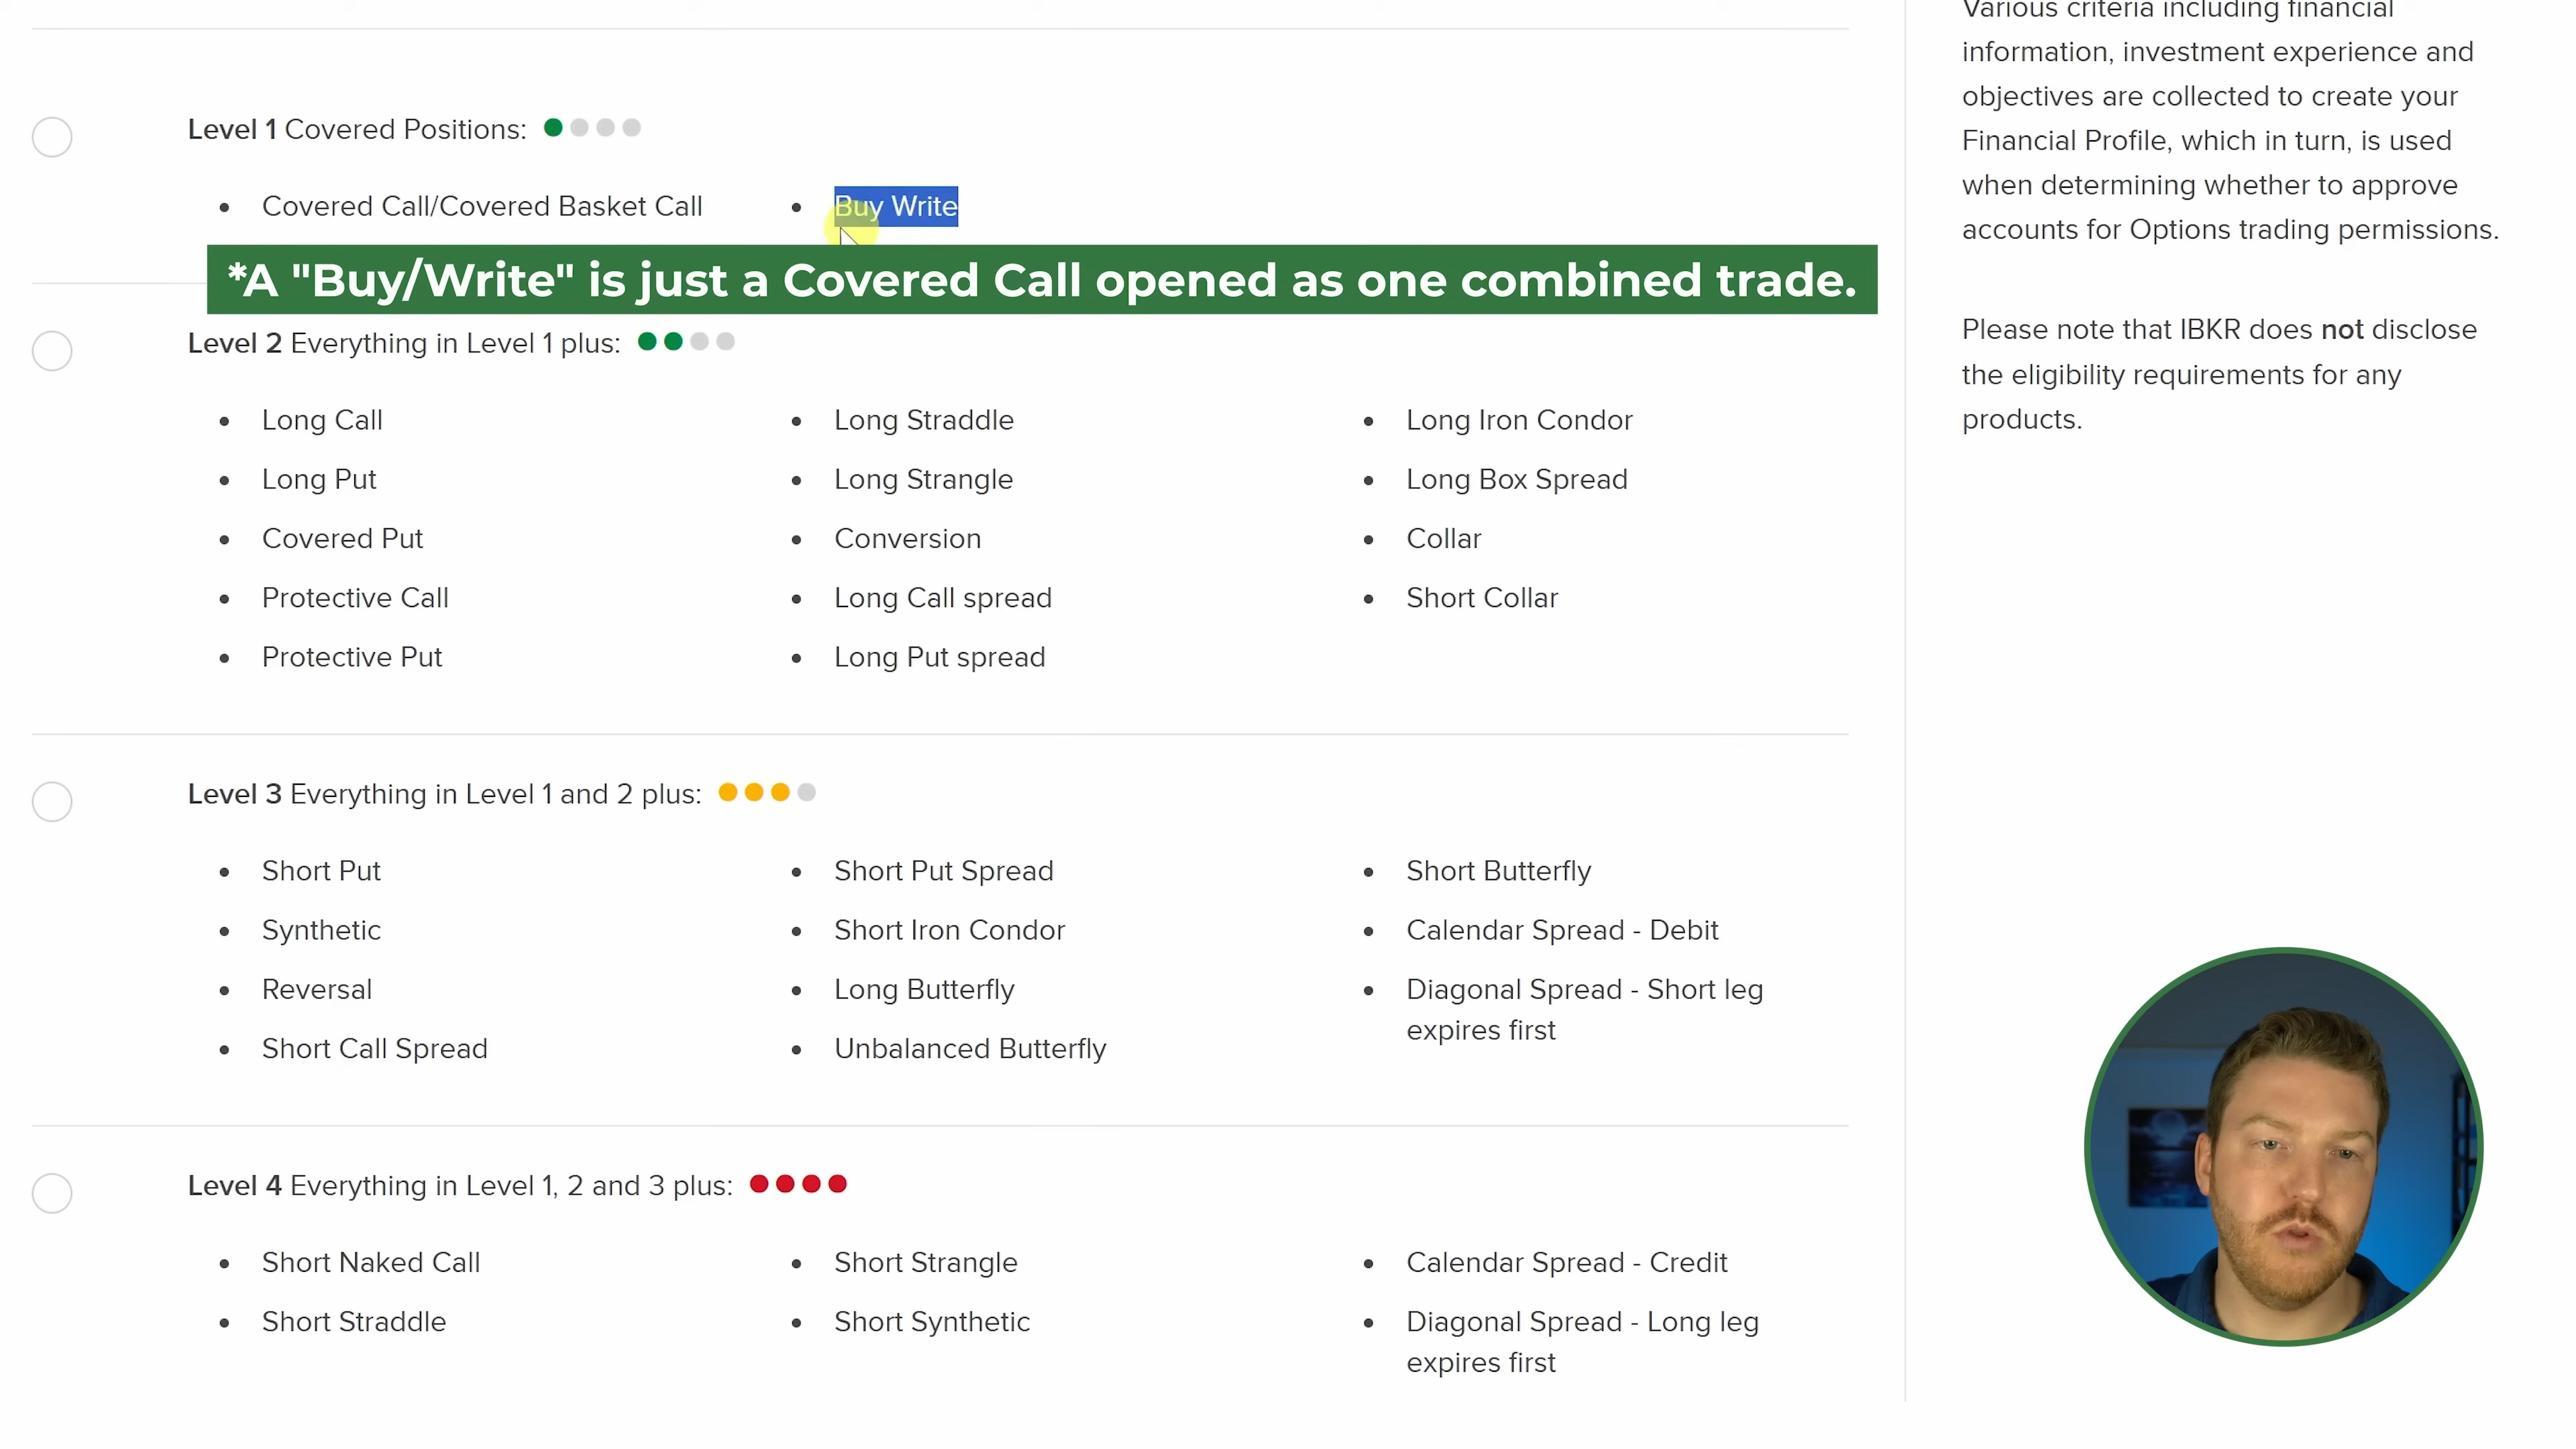 Level 1 Covered Positions:
Covered Call/Covered Basket Call
Buy Write
*A "Buy/Write" is just a Covered Call opened as one combined trade.
Level 2 Everything in Level 1 plus:
Long Call
Long Put
Covered Put
Protective Call
Protective Put
Long Straddle
Long Strangle
Conversion
Long Call spread
Long Put spread
Long Iron Condor
Long Box Spread
Collar
Short Collar
Level 3 Everything in Level 1 and 2 plus:
Short Put
Synthetic
Reversal
Short Call Spread
Short Put Spread
Short Iron Condor
Long Butterfly
Unbalanced Butterfly
Short Butterfly
Calendar Spread - Debit
Diagonal Spread - Short leg
expires first
Level 4 Everything in Level 1, 2 and 3 plus:
Short Naked Call
Short Straddle
Short Strangle
Short Synthetic
Calendar Spread - Credit
Diagonal Spread - Long leg
expires first
Various criteria including financial
information, investment experience and
objectives are collected to create your
Financial Profile, which in turn, is used
when determining whether to approve
accounts for Options trading permissions.
Please note that IBKR does not disclose
the eligibility requirements for any
products.